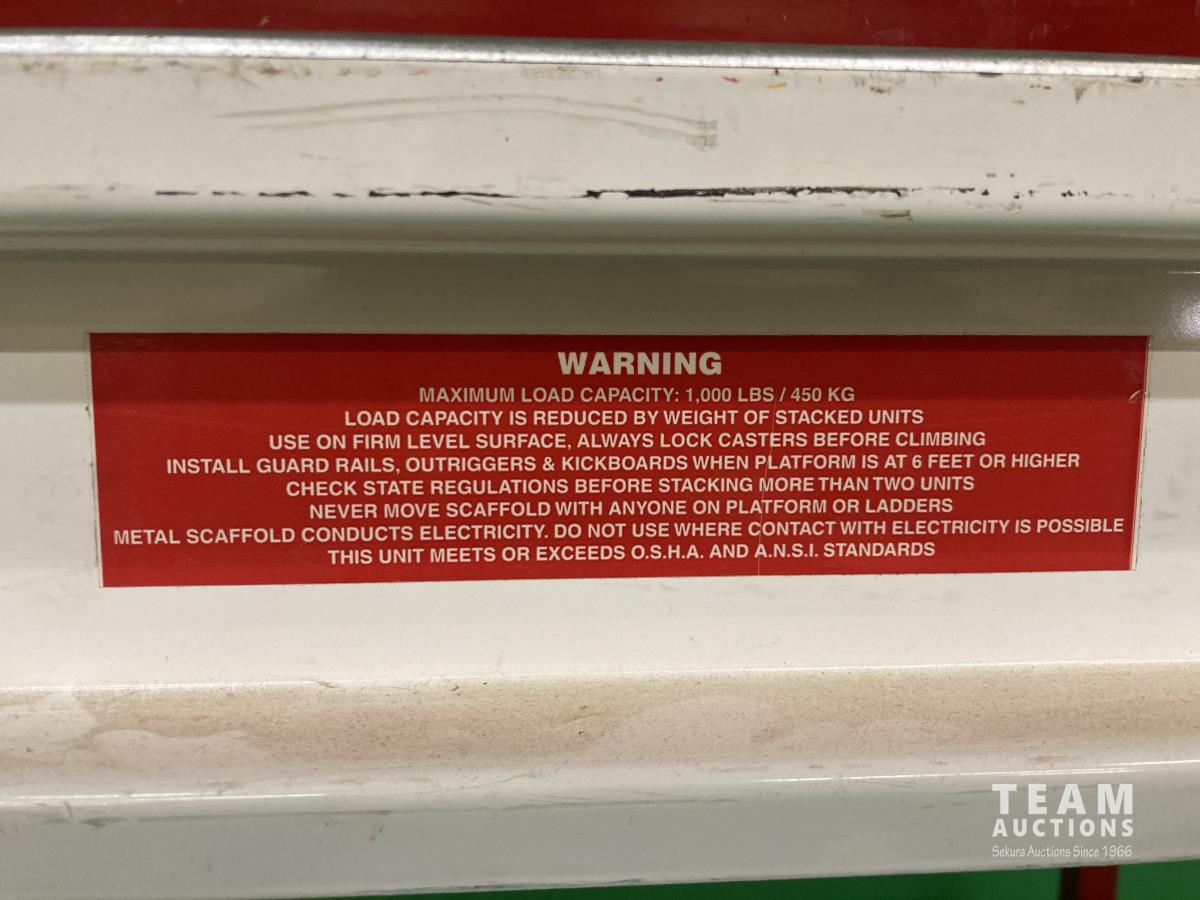 WARNING
MAXIMUM LOAD CAPACITY: 1,000 LBS / 450 KG
LOAD CAPACITY IS REDUCED BY WEIGHT OF STACKED UNITS
USE ON FIRM LEVEL SURFACE, ALWAYS LOCK CASTERS BEFORE CLIMBING
INSTALL GUARD RAILS, OUTRIGGERS & KICKBOARDS WHEN PLATFORM IS AT 6 FEET OR HIGHER
CHECK STATE REGULATIONS BEFORE STACKING MORE THAN TWO UNITS
NEVER MOVE SCAFFOLD WITH ANYONE ON PLATFORM OR LADDERS
METAL SCAFFOLD CONDUCTS ELECTRICITY. DO NOT USE WHERE CONTACT WITH ELECTRICITY IS POSSIBLE
THIS UNIT MEETS OR EXCEEDS O.S.H.A. AND A.N.S.I. STANDARDS
TEAM
AUCTIONS
Sekura Auctions Since 1966